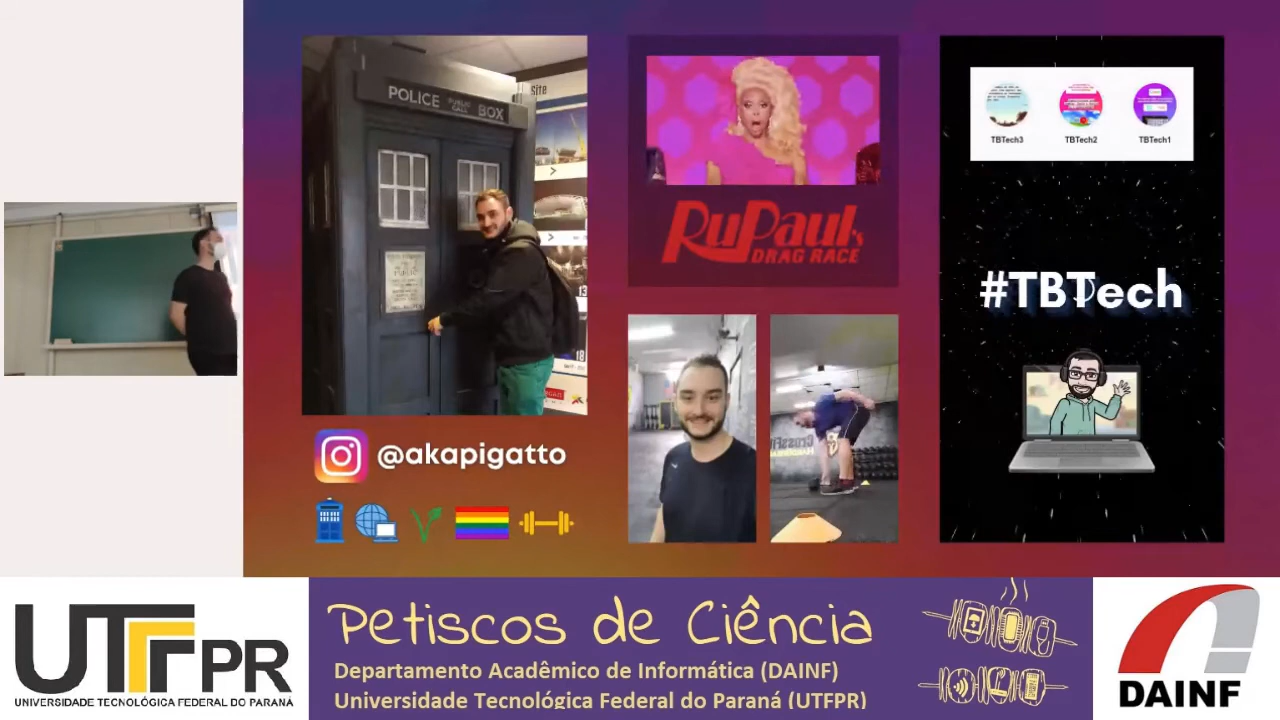 POLICE PUBLIC CALL BOX
Site
@akapigatto
RuPaul's
DRAG RACE
TBTech3 TBTech2 TBTech1
#TBTech
UTFPR
UNIVERSIDADE TECNOLÓGICA FEDERAL DO PARANÁ
Petiscos de Ciência
Departamento Acadêmico de Informática (DAINF)
Universidade Tecnológica Federal do Paraná (UTFPR)
DAINF